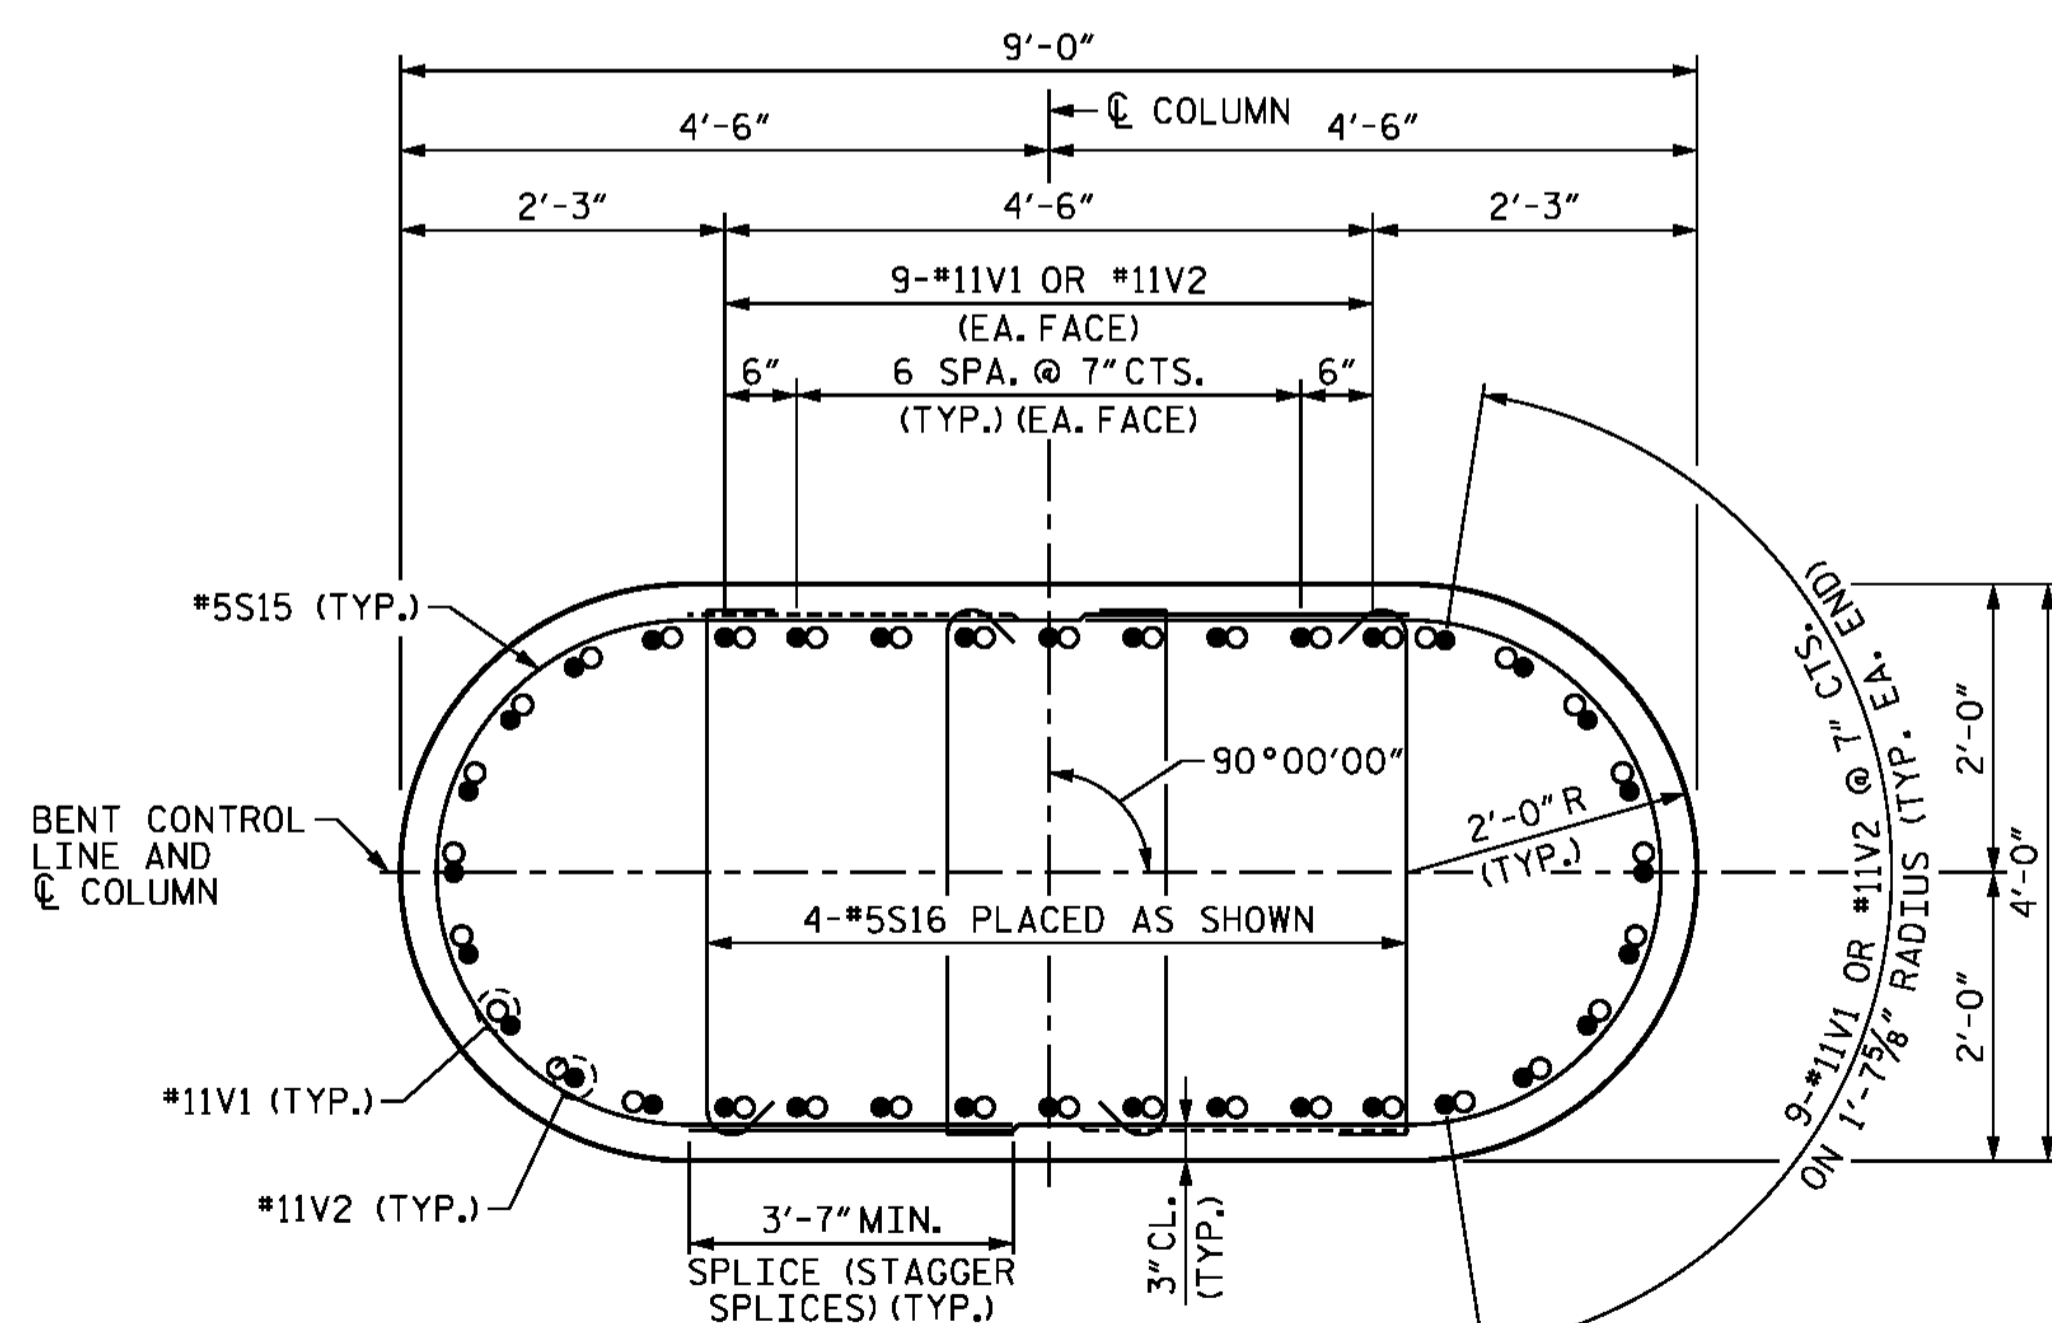 9'-0"
℄ COLUMN
4'-6"
4'-6"
2'-3"
4'-6"
2'-3"
9-#11V1 OR #11V2
(EA. FACE)
6"
6 SPA. @ 7" CTS.
6"
(TYP.) (EA. FACE)
#5S15 (TYP.)
90°00'00"
2'-0" R
(TYP.)
BENT CONTROL
LINE AND
℄ COLUMN
4-#5S16 PLACED AS SHOWN
9-#11V1 OR #11V2 @ 7" CTS.
ON 1'-7⅝" RADIUS (TYP. EA. END)
2'-0"
4'-0"
2'-0"
#11V1 (TYP.)
#11V2 (TYP.)
3'-7" MIN.
SPLICE (STAGGER
SPLICES) (TYP.)
3" CL.
(TYP.)